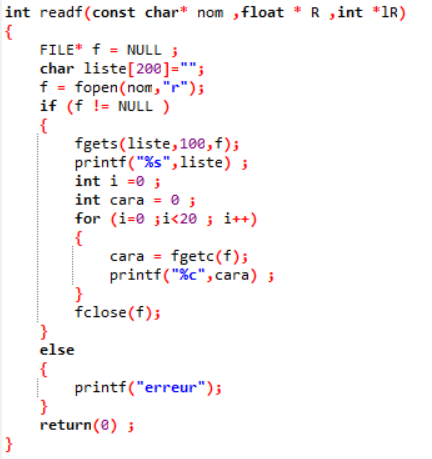 int readf(const char* nom ,float * R ,int *lR)
{
FILE* f = NULL ;
char liste[200]="";
f = fopen(nom,"r");
if (f != NULL )
{
fgets(liste,100,f);
printf("%s",liste) ;
int i =0 ;
int cara = 0 ;
for (i=0 ;i<20 ; i++)
{
cara = fgetc(f);
printf("%c",cara) ;
}
fclose(f);
}
else
{
printf("erreur");
}
return(0) ;
}